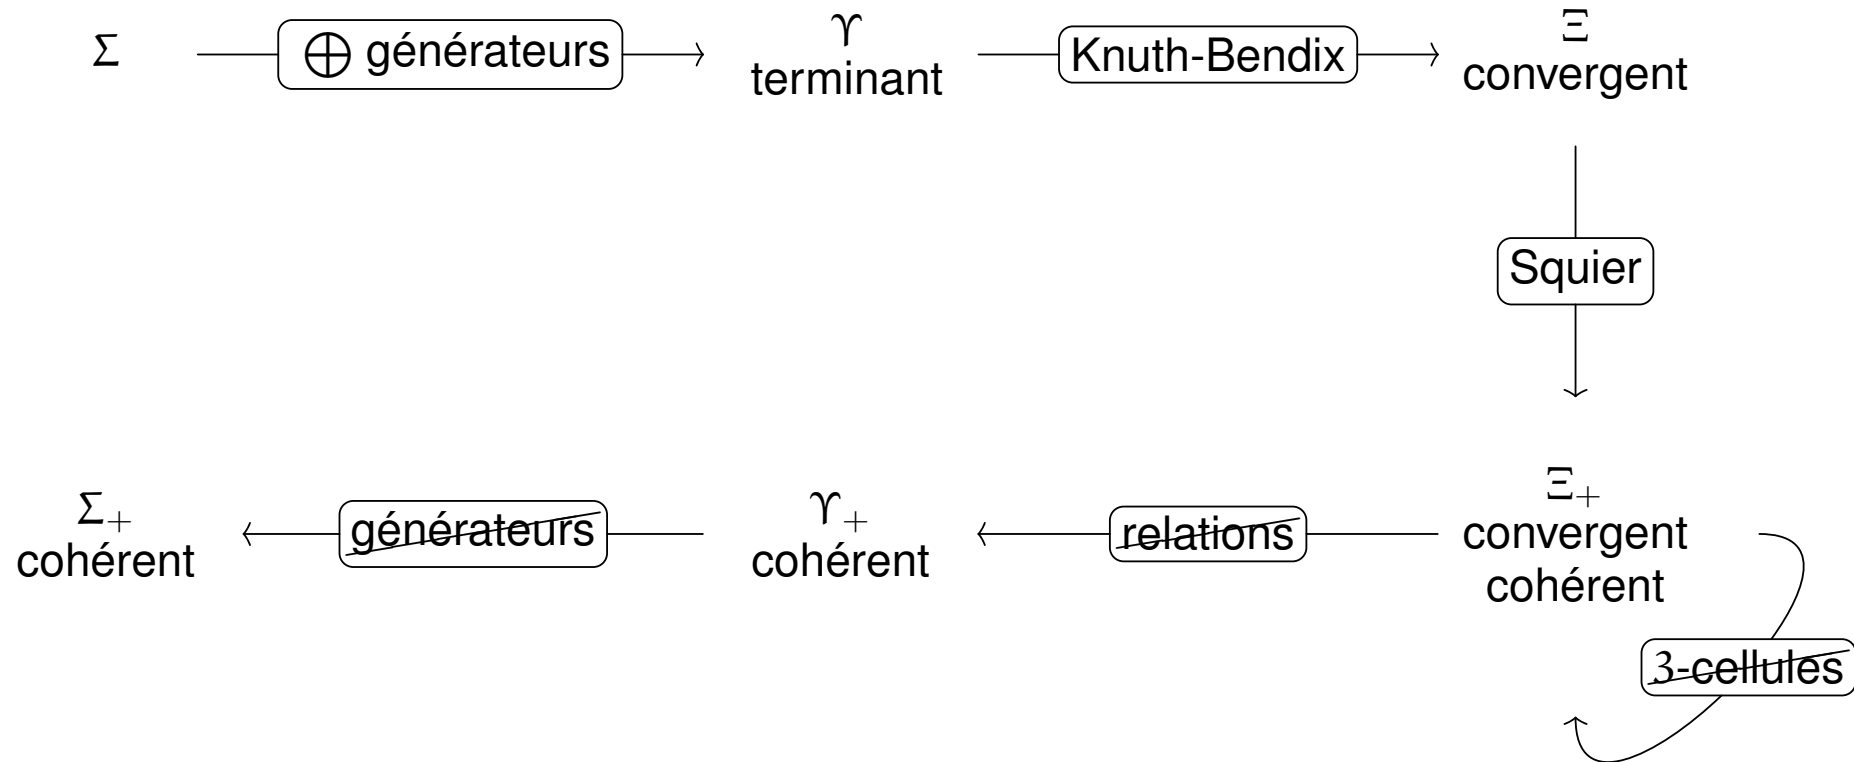 Σ
⊕ générateurs
ϒ
terminant
Knuth-Bendix
Ξ
convergent
Squier
Σ₊
cohérent
générateurs
ϒ₊
cohérent
relations
Ξ₊
convergent
cohérent
3-cellules